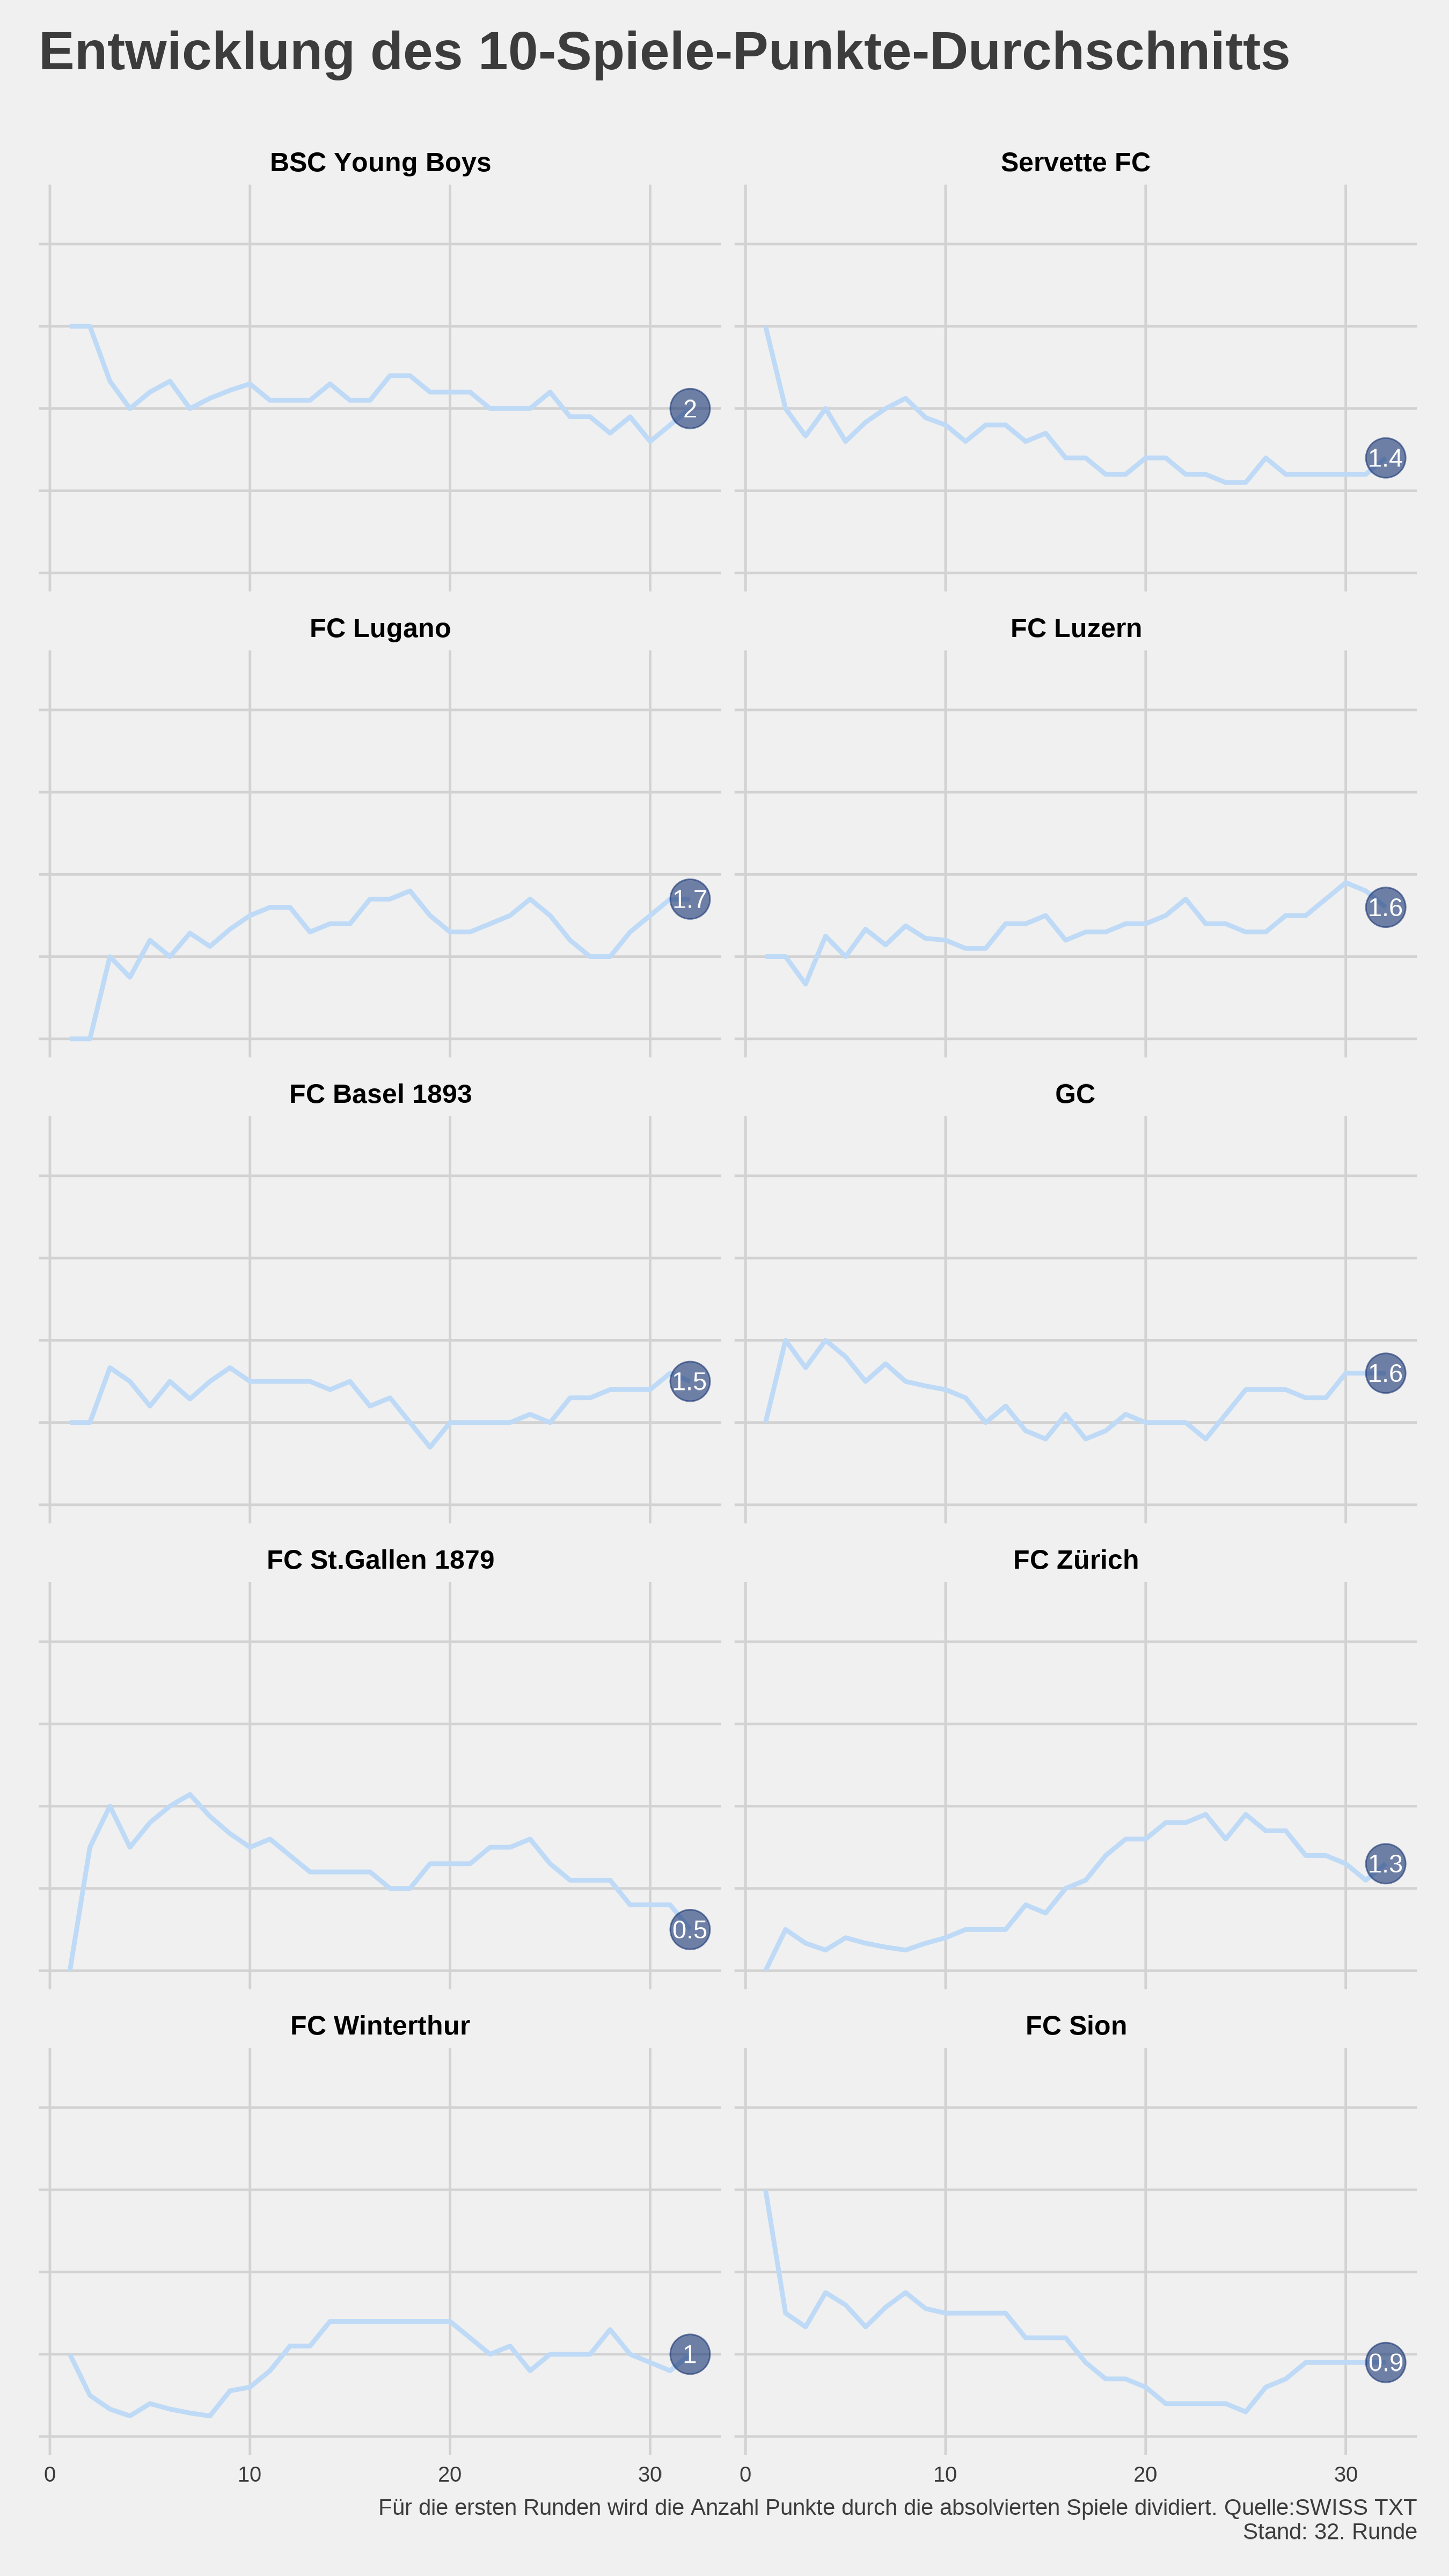 Entwicklung des 10-Spiele-Punkte-Durchschnitts
BSC Young Boys
Servette FC
2
1.4
FC Lugano
FC Luzern
1.7
1.6
FC Basel 1893
GC
1.5
1.6
FC St.Gallen 1879
FC Zürich
0.5
1.3
FC Winterthur
FC Sion
1
0.9
0 10 20 30 0 10 20 30
Für die ersten Runden wird die Anzahl Punkte durch die absolvierten Spiele dividiert. Quelle:SWISS TXT
Stand: 32. Runde